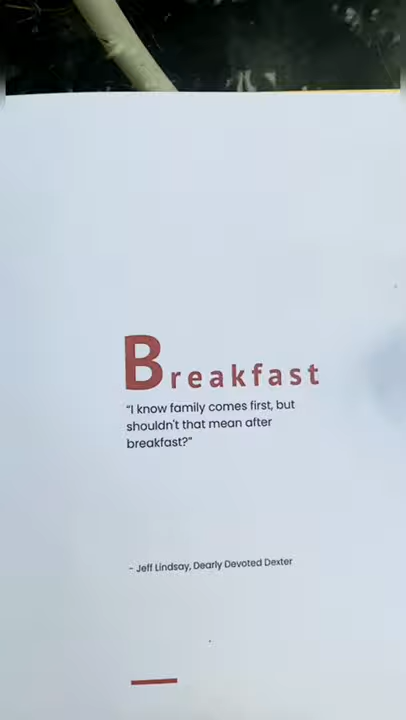 Breakfast
"I know family comes first, but
shouldn't that mean after
breakfast?"
- Jeff Lindsay, Dearly Devoted Dexter